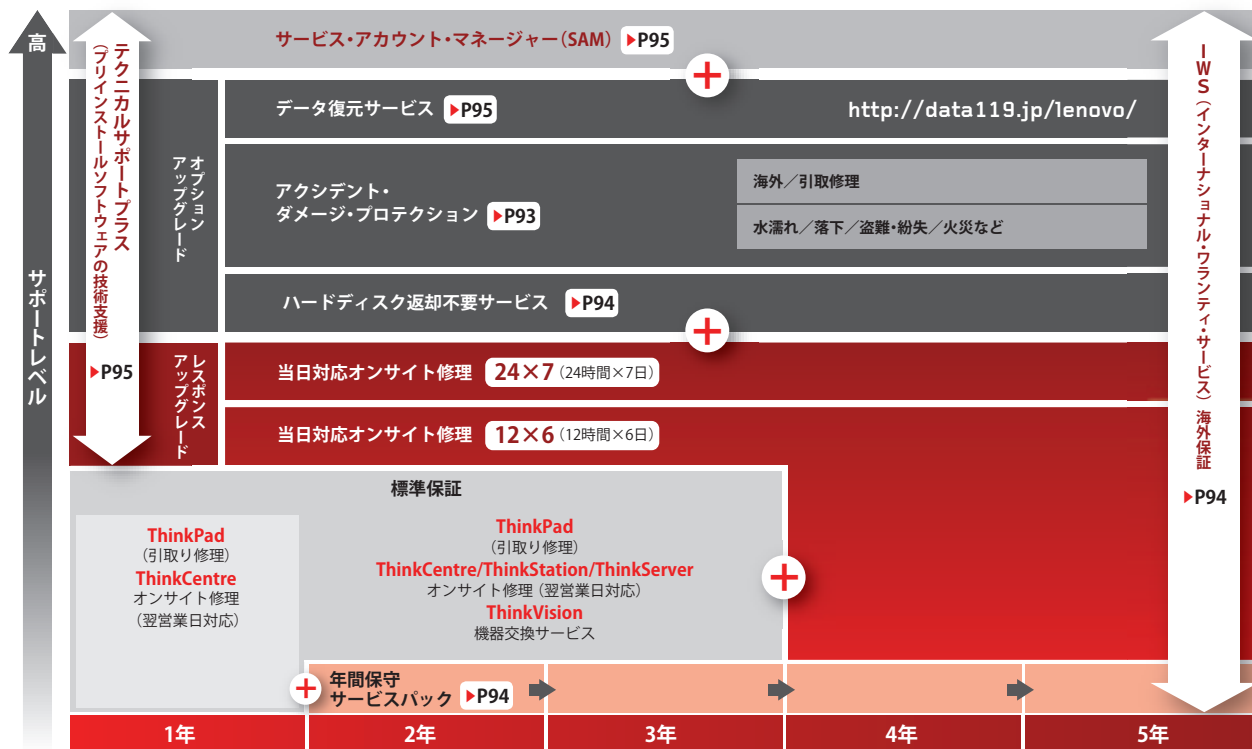 高
サポートレベル
テクニカルサポートプラス
(プリインストールソフトウェアの技術支援)
▶P95
サービス・アカウント・マネージャー(SAM) ▶P95
オプション
アップグレード
データ復元サービス ▶P95
http://data119.jp/lenovo/
アクシデント・
ダメージ・プロテクション ▶P93
海外／引取修理
水濡れ／落下／盗難・紛失／火災など
ハードディスク返却不要サービス ▶P94
レスポンス
アップグレード
当日対応オンサイト修理 24×7(24時間×7日)
当日対応オンサイト修理 12×6(12時間×6日)
標準保証
ThinkPad
(引取り修理)
ThinkCentre
オンサイト修理
(翌営業日対応)
ThinkPad
(引取り修理)
ThinkCentre/ThinkStation/ThinkServer
オンサイト修理(翌営業日対応)
ThinkVision
機器交換サービス
年間保守
サービスパック ▶P94
IWS(インターナショナル・ワランティ・サービス) 海外保証
▶P94
1年
2年
3年
4年
5年